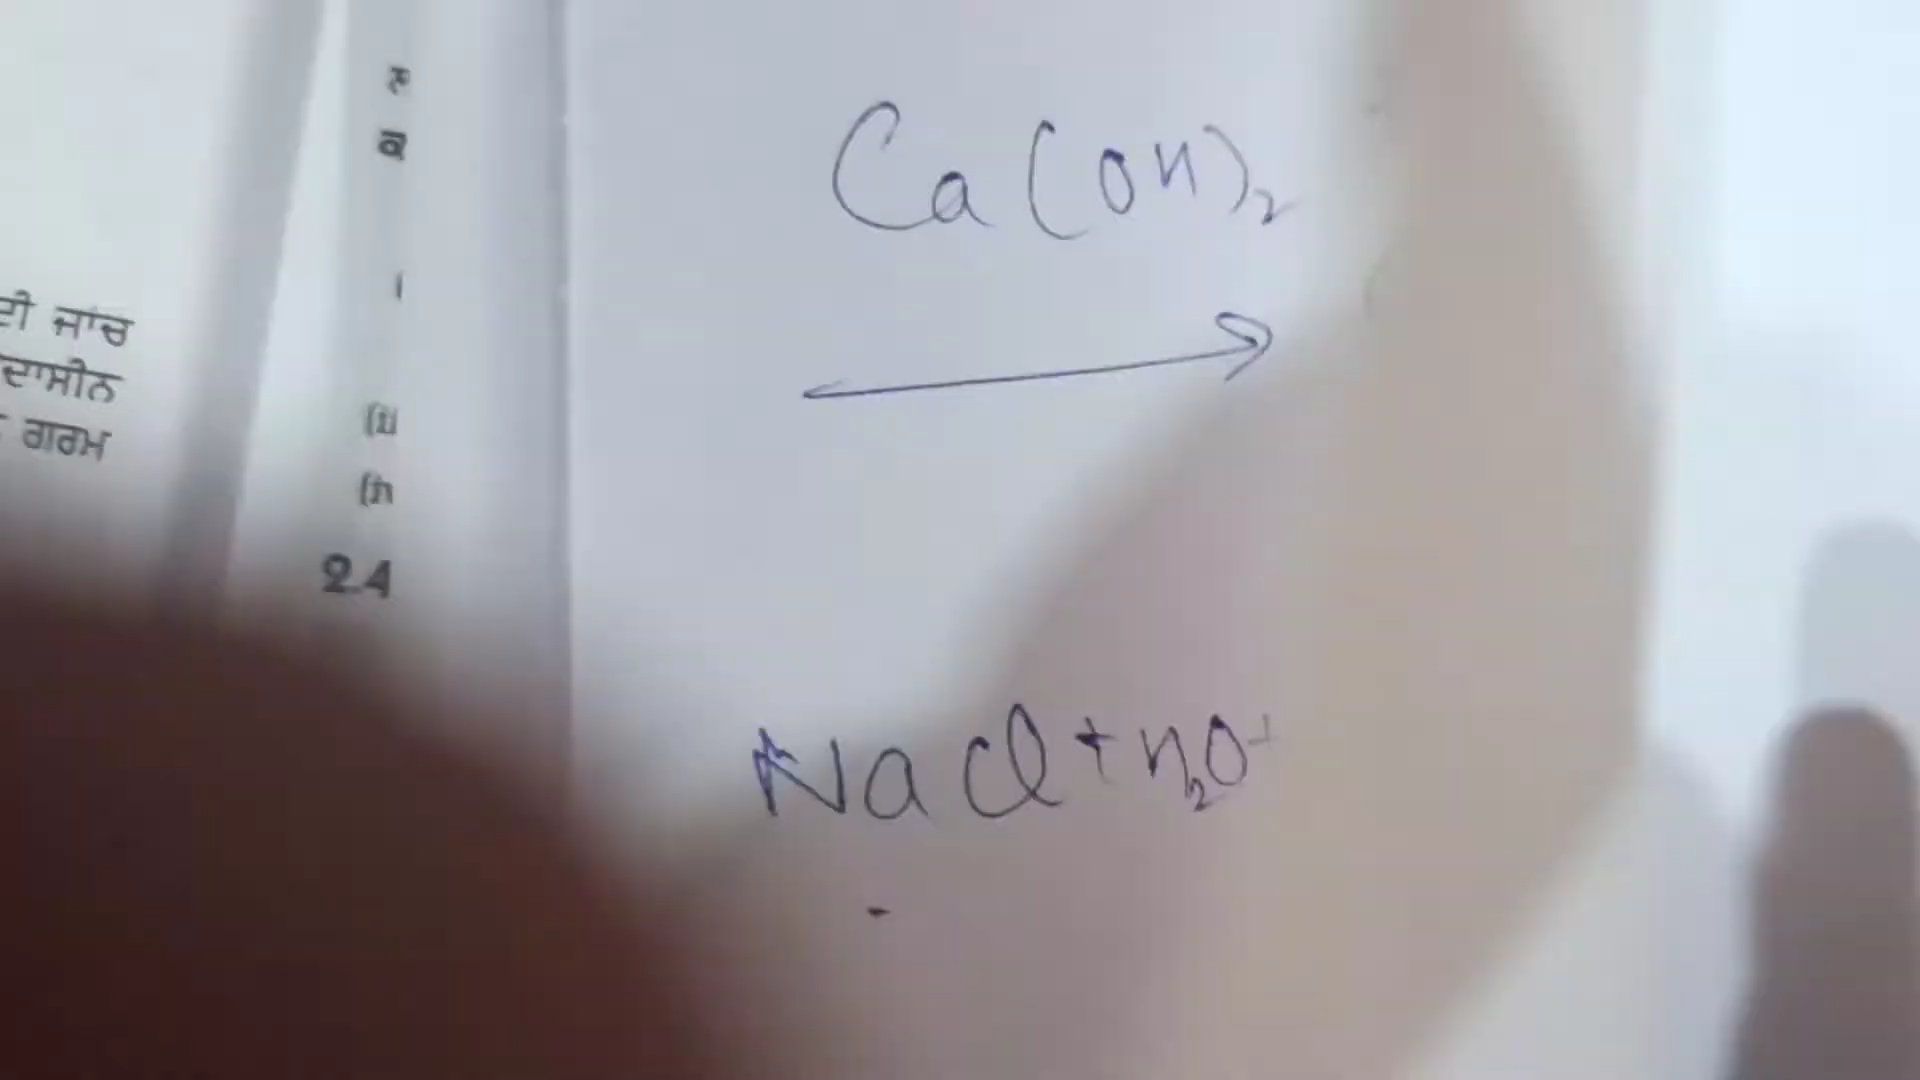 ਜਾਂਚ
ਦਾਸੀਨ
ਗਰਮ
ਕ
2.4
Ca(OH)₂
NaCl + H₂O +